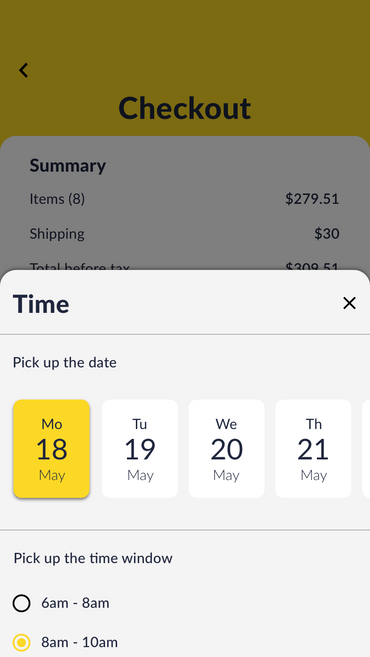 Checkout
Summary
Items (8) $279.51
Shipping $30
Total before tax $309.51
Time
Pick up the date
Mo Tu We Th
18 19 20 21
May May May May
Pick up the time window
6am - 8am
8am - 10am